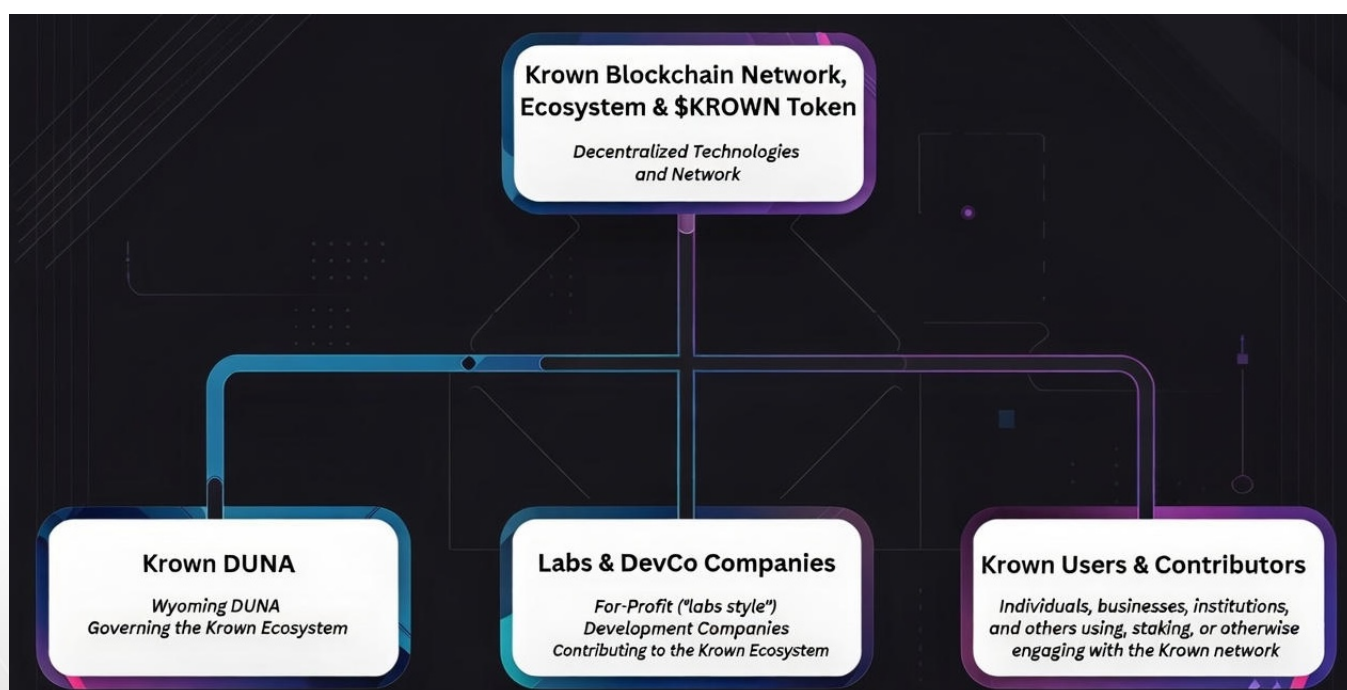 Krown Blockchain Network,
Ecosystem & $KROWN Token
Decentralized Technologies
and Network
Krown DUNA
Wyoming DUNA
Governing the Krown Ecosystem
Labs & DevCo Companies
For-Profit ("labs style")
Development Companies
Contributing to the Krown Ecosystem
Krown Users & Contributors
Individuals, businesses, institutions,
and others using, staking, or otherwise
engaging with the Krown network